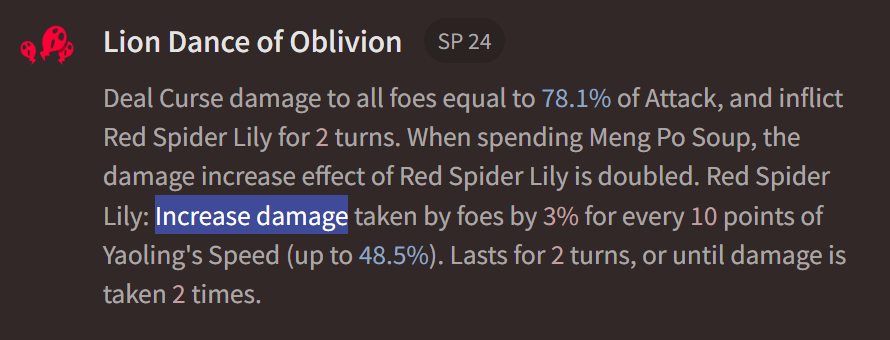 Lion Dance of Oblivion SP 24
Deal Curse damage to all foes equal to 78.1% of Attack, and inflict
Red Spider Lily for 2 turns. When spending Meng Po Soup, the
damage increase effect of Red Spider Lily is doubled. Red Spider
Lily: Increase damage taken by foes by 3% for every 10 points of
Yaoling's Speed (up to 48.5%). Lasts for 2 turns, or until damage is
taken 2 times.